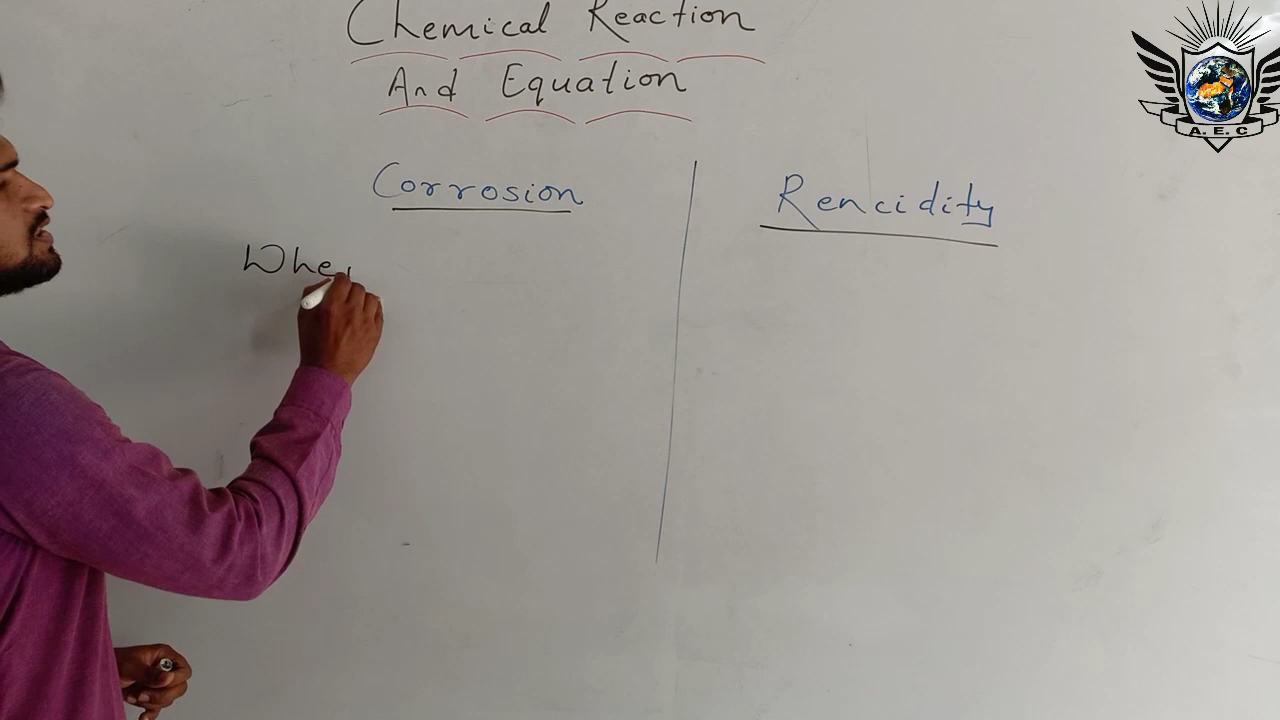 Chemical Reaction
And Equation
Corrosion
Rencidity
Whe
A. E. C